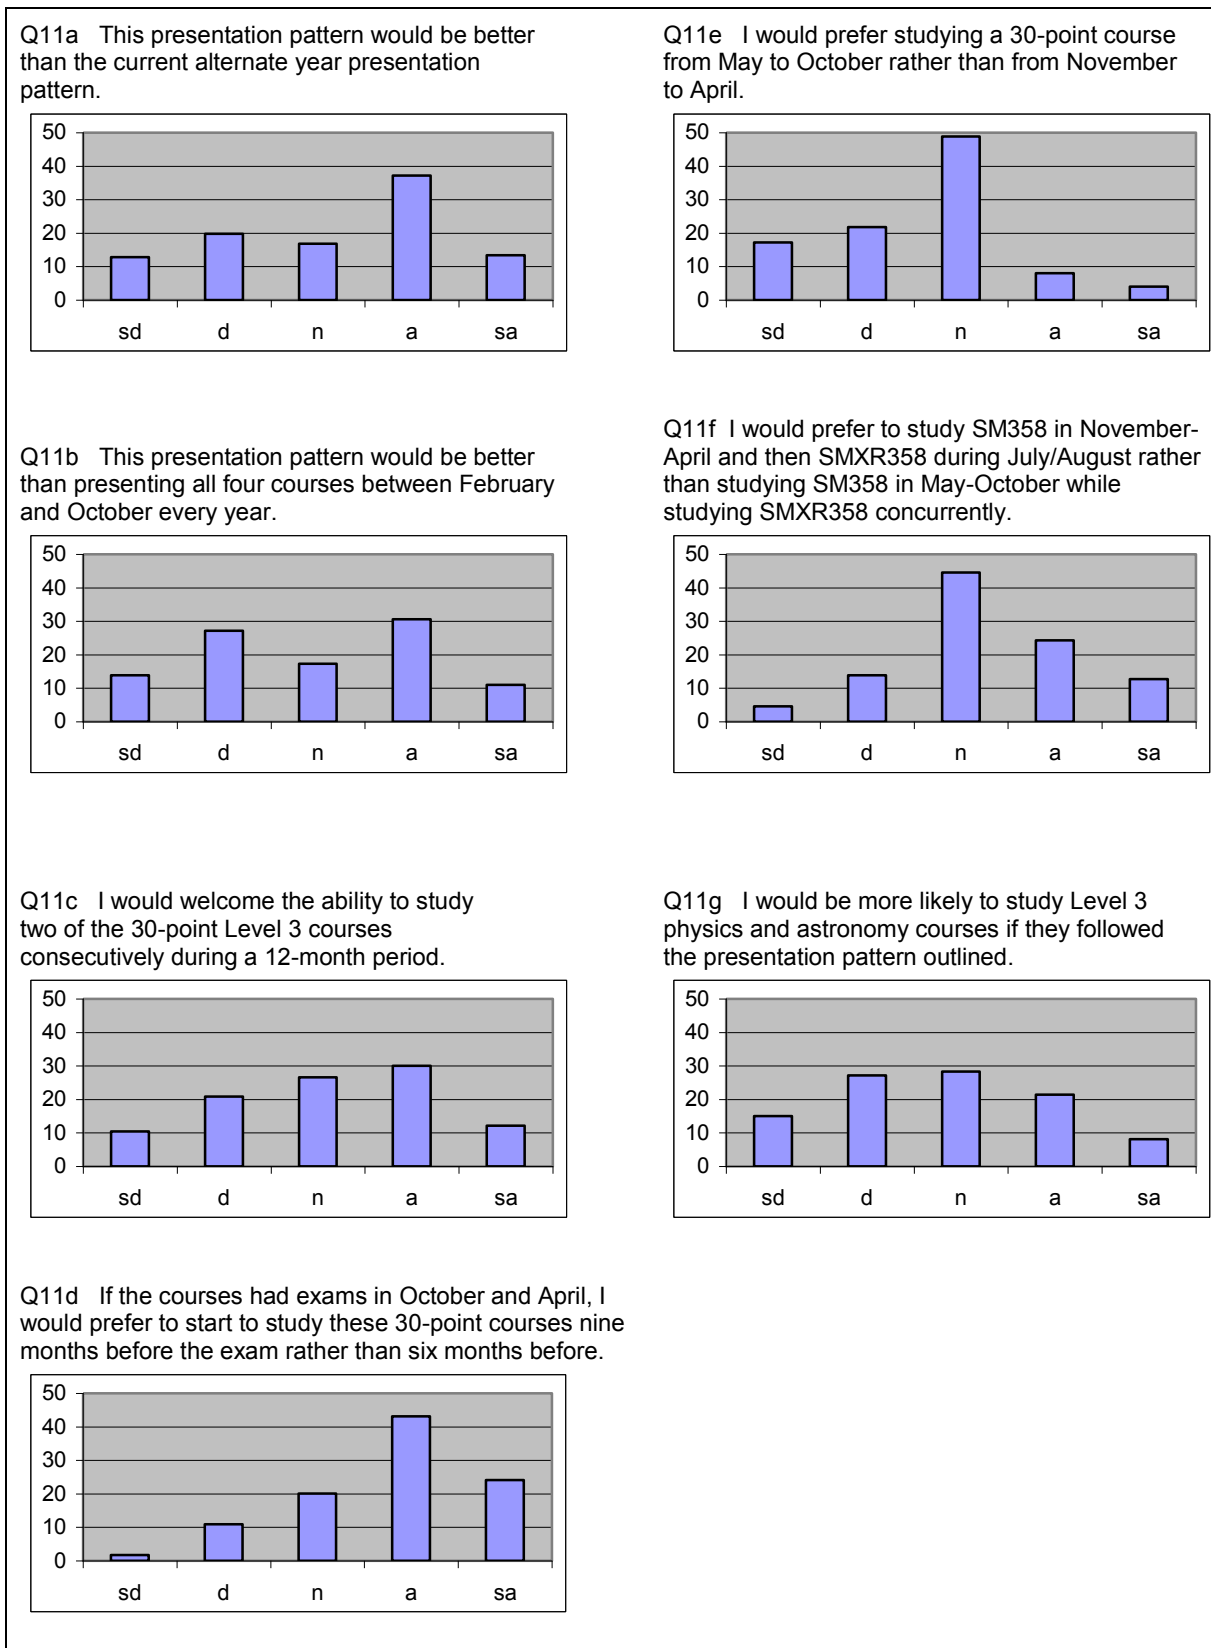 Q11a This presentation pattern would be better
than the current alternate year presentation
pattern.
50
40
30
20
10
0
sd d n a sa
Q11b This presentation pattern would be better
than presenting all four courses between February
and October every year.
50
40
30
20
10
0
sd d n a sa
Q11c I would welcome the ability to study
two of the 30-point Level 3 courses
consecutively during a 12-month period.
50
40
30
20
10
0
sd d n a sa
Q11d If the courses had exams in October and April, I
would prefer to start to study these 30-point courses nine
months before the exam rather than six months before.
50
40
30
20
10
0
sd d n a sa
Q11e I would prefer studying a 30-point course
from May to October rather than from November
to April.
50
40
30
20
10
0
sd d n a sa
Q11f I would prefer to study SM358 in November-
April and then SMXR358 during July/August rather
than studying SM358 in May-October while
studying SMXR358 concurrently.
50
40
30
20
10
0
sd d n a sa
Q11g I would be more likely to study Level 3
physics and astronomy courses if they followed
the presentation pattern outlined.
50
40
30
20
10
0
sd d n a sa